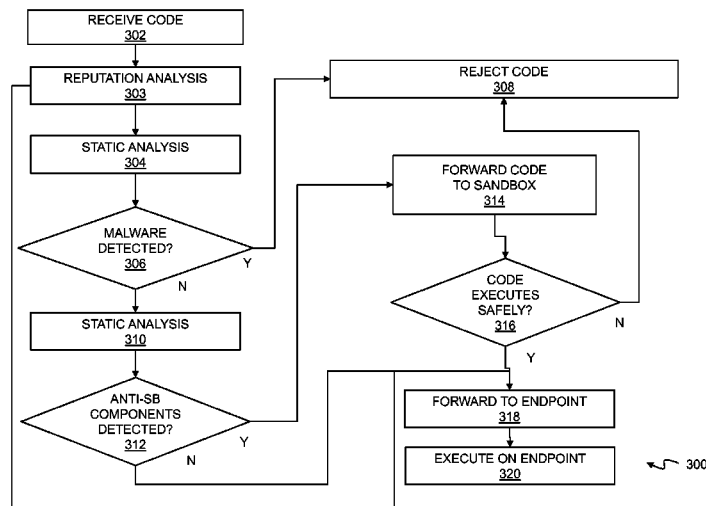 RECEIVE CODE
302
REPUTATION ANALYSIS
303
REJECT CODE
308
STATIC ANALYSIS
304
FORWARD CODE
TO SANDBOX
314
MALWARE
DETECTED?
306
Y
N
CODE
EXECUTES
SAFELY?
316
N
Y
STATIC ANALYSIS
310
ANTI-SB
COMPONENTS
DETECTED?
312
Y
N
FORWARD TO ENDPOINT
318
EXECUTE ON ENDPOINT
320
300